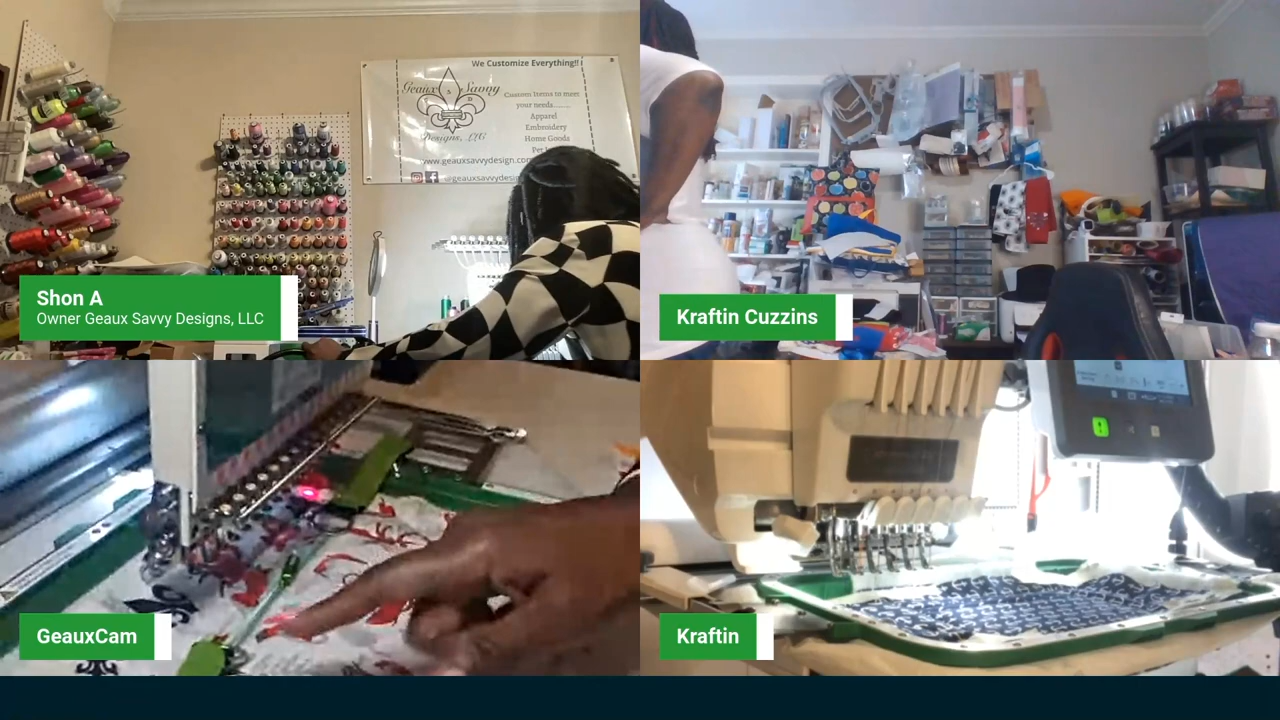 We Customize Everything!!
Geaux Savvy
Designs, LLC
Custom Items to meet
your needs........
Apparel
Embroidery
Home Goods
www.geauxsavvydesign.com
Shon A
Owner Geaux Savvy Designs, LLC
Kraftin Cuzzins
GeauxCam
Kraftin